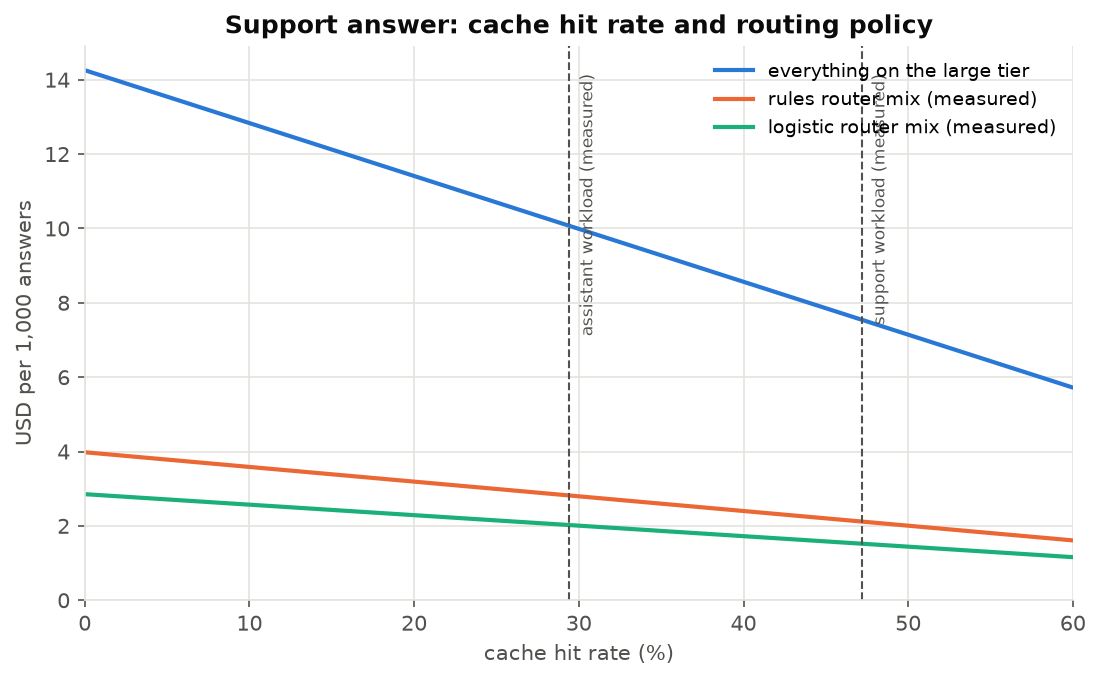 Support answer: cache hit rate and routing policy
everything on the large tier
rules router mix (measured)
logistic router mix (measured)
assistant workload (measured)
support workload (measured)
USD per 1,000 answers
14
12
10
8
6
4
2
0
0 10 20 30 40 50 60
cache hit rate (%)